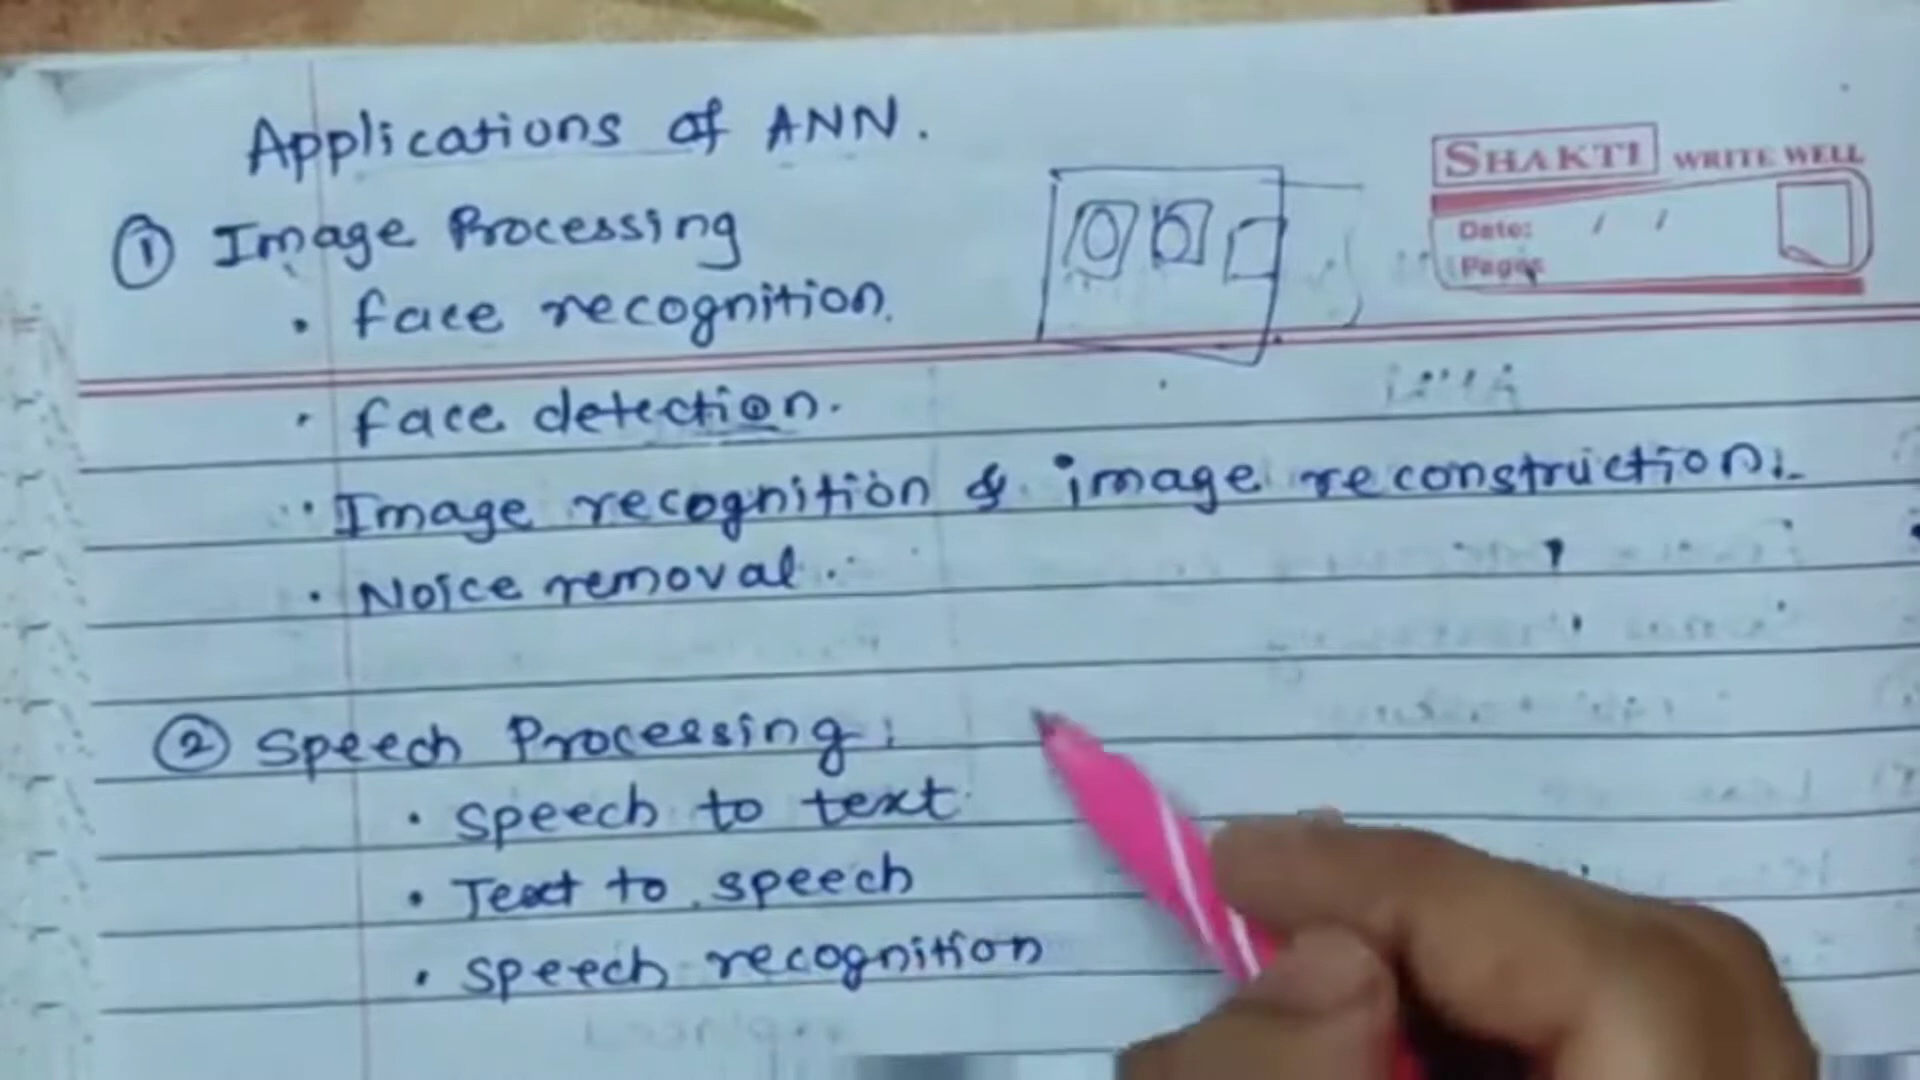 Applications of ANN.
SHAKTI WRITE WELL
Date: / /
Page:
① Image Processing
• face recognition.
• face detection.
• Image recognition & image reconstruction.
• Noice removal.
② Speech Processing:
• speech to text
• Text to speech
• speech recognition